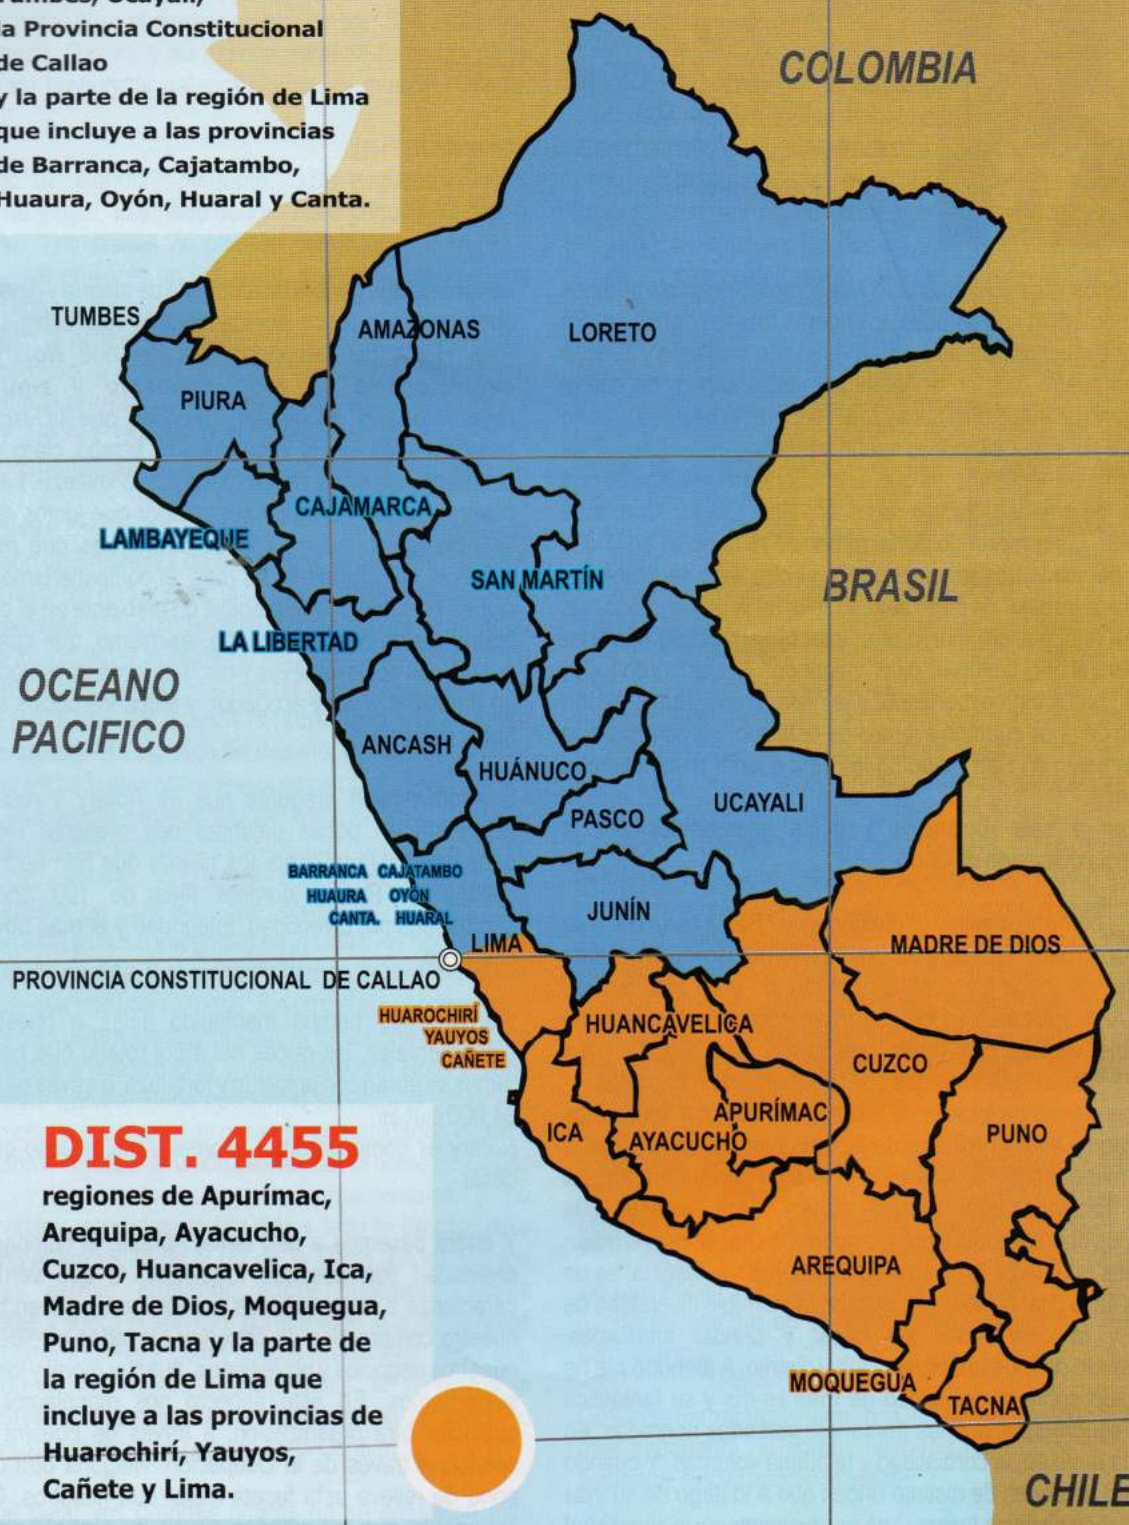 la Provincia Constitucional
de Callao
y la parte de la región de Lima
que incluye a las provincias
de Barranca, Cajatambo,
Huaura, Oyón, Huaral y Canta.
COLOMBIA
TUMBES
AMAZONAS
LORETO
PIURA
CAJAMARCA
LAMBAYEQUE
SAN MARTÍN
BRASIL
LA LIBERTAD
OCEANO
PACIFICO
ANCASH
HUÁNUCO
UCAYALI
PASCO
BARRANCA CAJATAMBO
HUAURA OYÓN
CANTA. HUARAL
JUNÍN
LIMA
MADRE DE DIOS
PROVINCIA CONSTITUCIONAL DE CALLAO
HUAROCHIRÍ
YAUYOS
CAÑETE
HUANCAVELICA
CUZCO
APURÍMAC
ICA
AYACUCHO
PUNO
AREQUIPA
MOQUEGUA
TACNA
CHILE
DIST. 4455
regiones de Apurímac,
Arequipa, Ayacucho,
Cuzco, Huancavelica, Ica,
Madre de Dios, Moquegua,
Puno, Tacna y la parte de
la región de Lima que
incluye a las provincias de
Huarochirí, Yauyos,
Cañete y Lima.